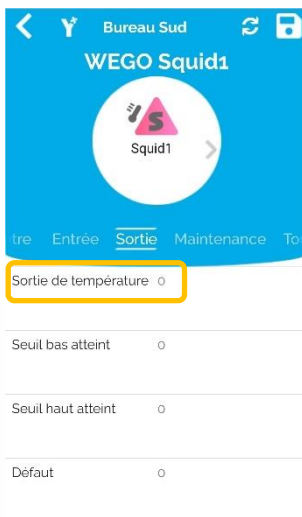 Bureau Sud
WEGO Squid1
S
Squid1
tre Entrée Sortie Maintenance To
Sortie de température 0
Seuil bas atteint 0
Seuil haut atteint 0
Défaut 0